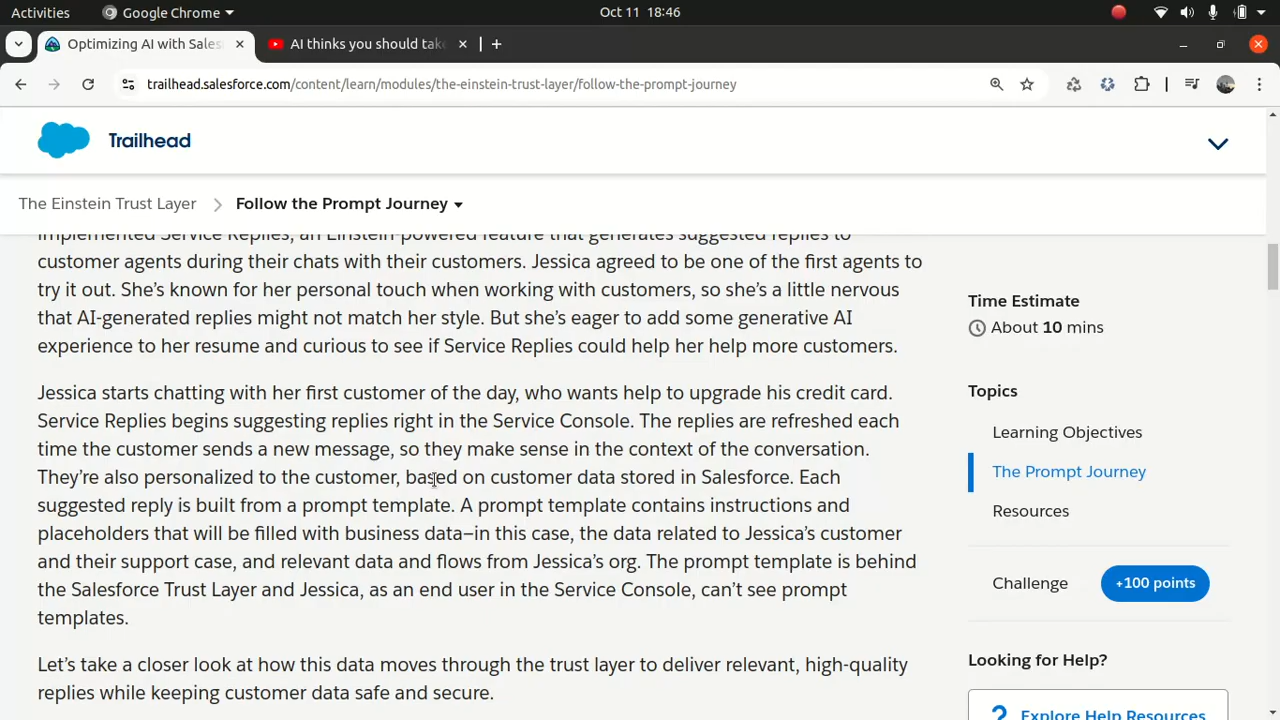 Activities
Google Chrome
Oct 11 18:46
Optimizing AI with Sales
AI thinks you should take
trailhead.salesforce.com/content/learn/modules/the-einstein-trust-layer/follow-the-prompt-journey
Trailhead
The Einstein Trust Layer
Follow the Prompt Journey
implemented Service Replies, an Einstein-powered feature that generates suggested replies to
customer agents during their chats with their customers. Jessica agreed to be one of the first agents to
try it out. She's known for her personal touch when working with customers, so she's a little nervous
that AI-generated replies might not match her style. But she's eager to add some generative AI
experience to her resume and curious to see if Service Replies could help her help more customers.
Jessica starts chatting with her first customer of the day, who wants help to upgrade his credit card.
Service Replies begins suggesting replies right in the Service Console. The replies are refreshed each
time the customer sends a new message, so they make sense in the context of the conversation.
They're also personalized to the customer, based on customer data stored in Salesforce. Each
suggested reply is built from a prompt template. A prompt template contains instructions and
placeholders that will be filled with business data—in this case, the data related to Jessica's customer
and their support case, and relevant data and flows from Jessica's org. The prompt template is behind
the Salesforce Trust Layer and Jessica, as an end user in the Service Console, can't see prompt
templates.
Let's take a closer look at how this data moves through the trust layer to deliver relevant, high-quality
replies while keeping customer data safe and secure.
Time Estimate
About 10 mins
Topics
Learning Objectives
The Prompt Journey
Resources
Challenge
+100 points
Looking for Help?
Explore Help Resources